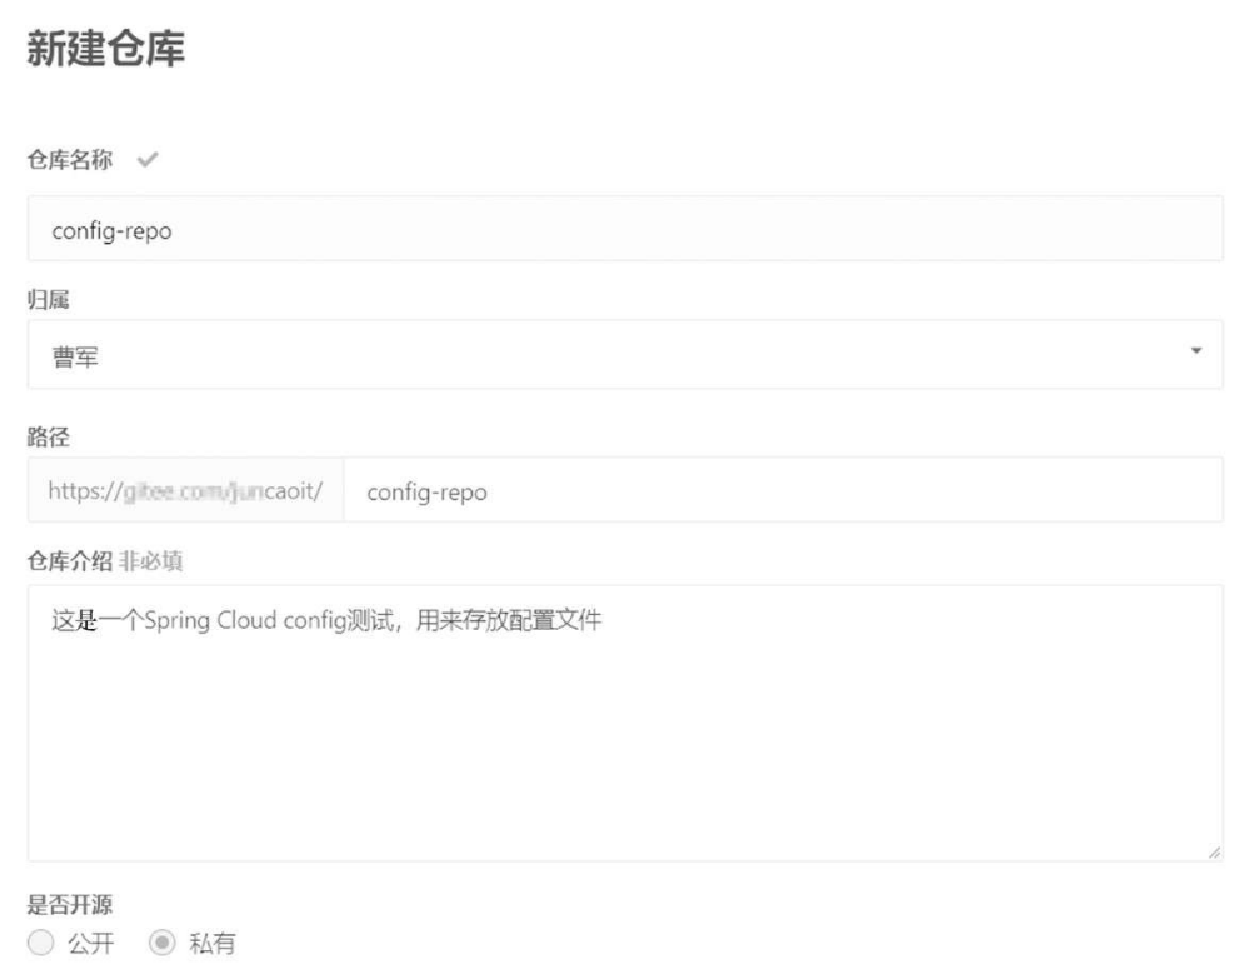 新建仓库
仓库名称
config-repo
归属
曹军
路径
https://gitee.com/juncaoit/ config-repo
仓库介绍 非必填
这是一个Spring Cloud config测试，用来存放配置文件
是否开源
公开 私有